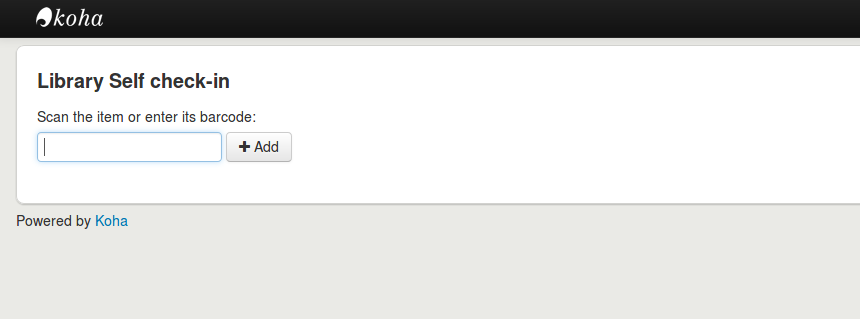 koha
Library Self check-in
Scan the item or enter its barcode:
+ Add
Powered by Koha